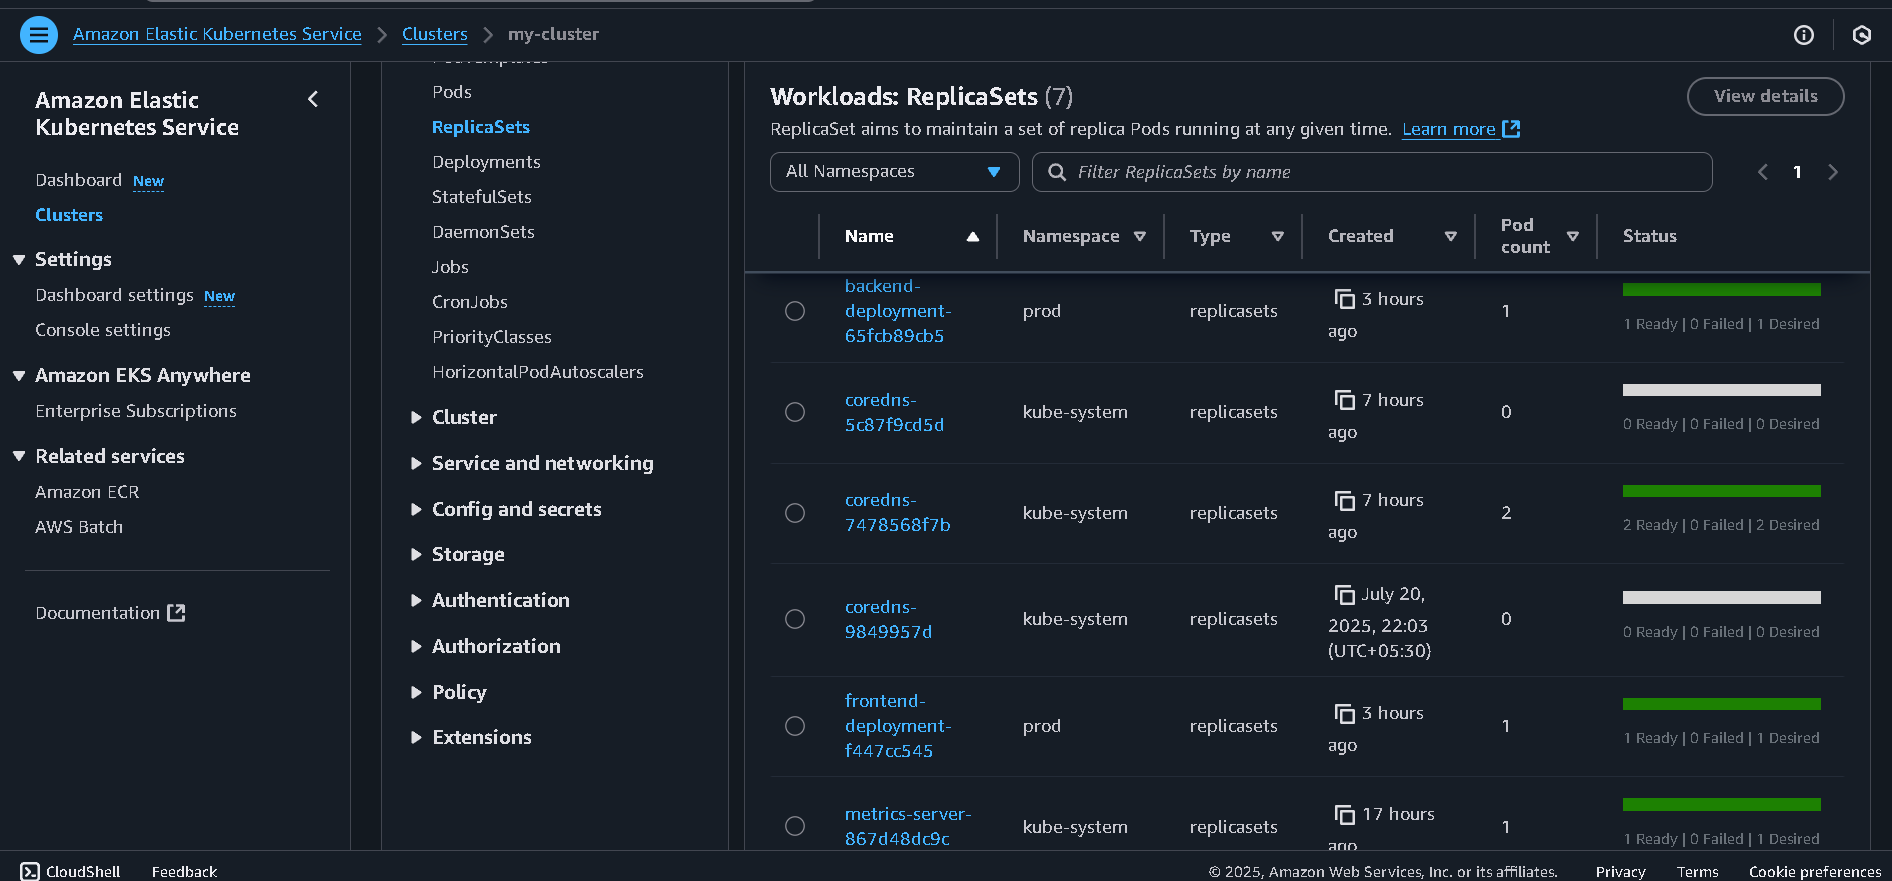 Amazon Elastic Kubernetes Service > Clusters > my-cluster
Amazon Elastic
Kubernetes Service
Dashboard New
Clusters
Settings
Dashboard settings New
Console settings
Amazon EKS Anywhere
Enterprise Subscriptions
Related services
Amazon ECR
AWS Batch
Documentation
PodTemplates
Pods
ReplicaSets
Deployments
StatefulSets
DaemonSets
Jobs
CronJobs
PriorityClasses
HorizontalPodAutoscalers
Cluster
Service and networking
Config and secrets
Storage
Authentication
Authorization
Policy
Extensions
Workloads: ReplicaSets (7)
View details
ReplicaSet aims to maintain a set of replica Pods running at any given time. Learn more
All Namespaces
Filter ReplicaSets by name
1
Name
Namespace
Type
Created
Pod
count
Status
backend-
deployment-
65fcb89cb5
prod
replicasets
3 hours
ago
1
1 Ready | 0 Failed | 1 Desired
coredns-
5c87f9cd5d
kube-system
replicasets
7 hours
ago
0
0 Ready | 0 Failed | 0 Desired
coredns-
7478568f7b
kube-system
replicasets
7 hours
ago
2
2 Ready | 0 Failed | 2 Desired
coredns-
9849957d
kube-system
replicasets
July 20,
2025, 22:03
(UTC+05:30)
0
0 Ready | 0 Failed | 0 Desired
frontend-
deployment-
f447cc545
prod
replicasets
3 hours
ago
1
1 Ready | 0 Failed | 1 Desired
metrics-server-
867d48dc9c
kube-system
replicasets
17 hours
ago
1
1 Ready | 0 Failed | 1 Desired
CloudShell
Feedback
© 2025, Amazon Web Services, Inc. or its affiliates.
Privacy
Terms
Cookie preferences